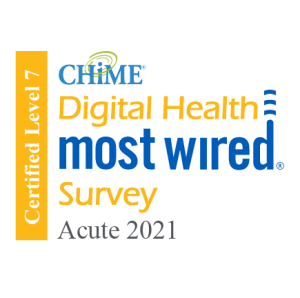 Certified Level 7
CHiME®
Digital Health
most wired®
Survey
Acute 2021